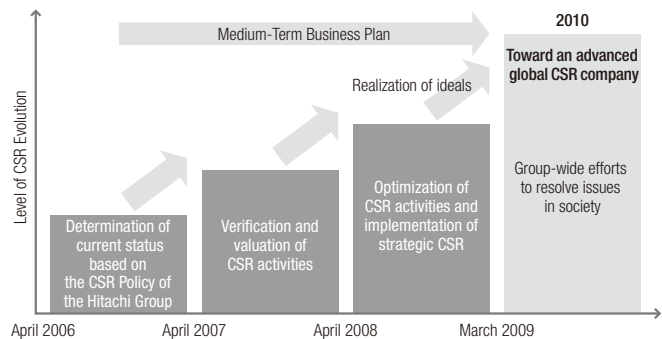 2010
Medium-Term Business Plan
Toward an advanced
global CSR company
Realization of ideals
Level of CSR Evolution
Determination of
current status
based on
the CSR Policy of
the Hitachi Group
Verification and
valuation of
CSR activities
Optimization of
CSR activities and
implementation of
strategic CSR
Group-wide efforts
to resolve issues
in society
April 2006
April 2007
April 2008
March 2009